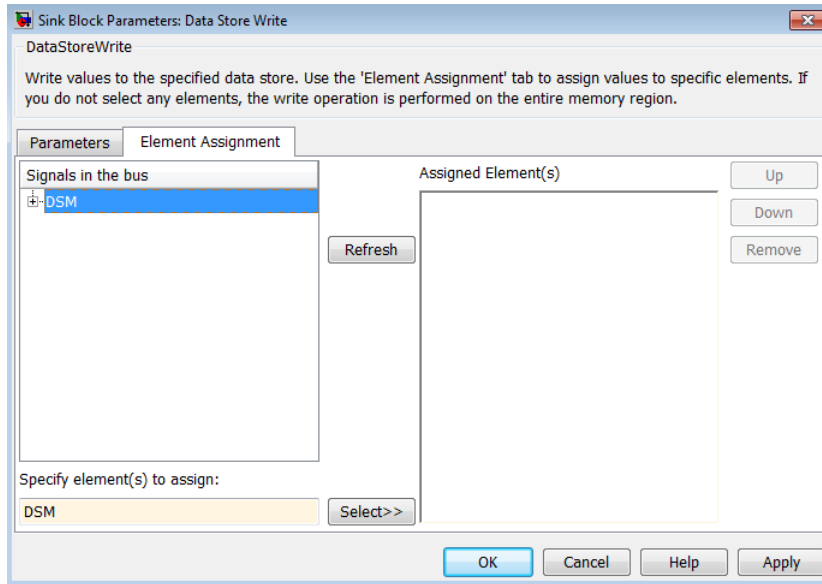 Sink Block Parameters: Data Store Write
DataStoreWrite
Write values to the specified data store. Use the 'Element Assignment' tab to assign values to specific elements. If
you do not select any elements, the write operation is performed on the entire memory region.
Parameters
Element Assignment
Signals in the bus
DSM
Refresh
Assigned Element(s)
Up
Down
Remove
Specify element(s) to assign:
DSM
Select>>
OK
Cancel
Help
Apply